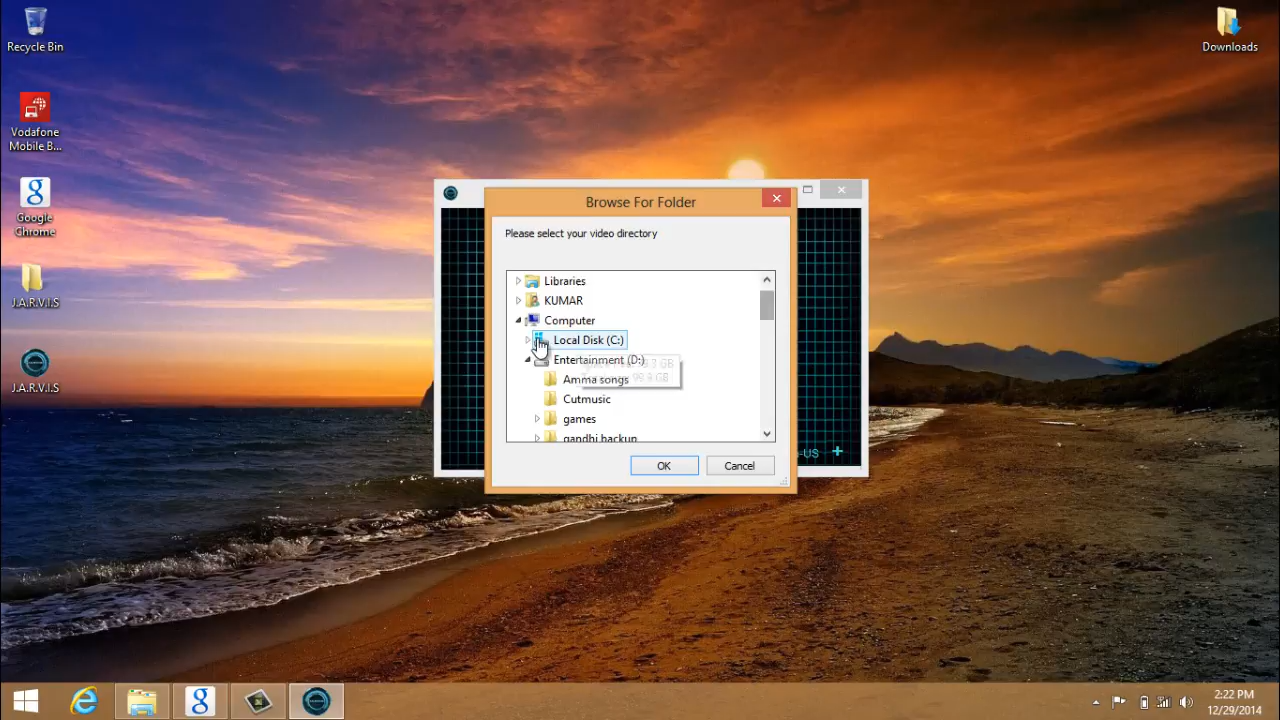 Recycle Bin
Downloads
Vodafone
Mobile B...
Google
Chrome
J.A.R.V.I.S
J.A.R.V.I.S
Browse For Folder
Please select your video directory
Libraries
KUMAR
Computer
Local Disk (C:)
Entertainment (D:)
Amma songs
Cutmusic
games
gandhi backup
OK
Cancel
-US
2:22 PM
12/29/2014